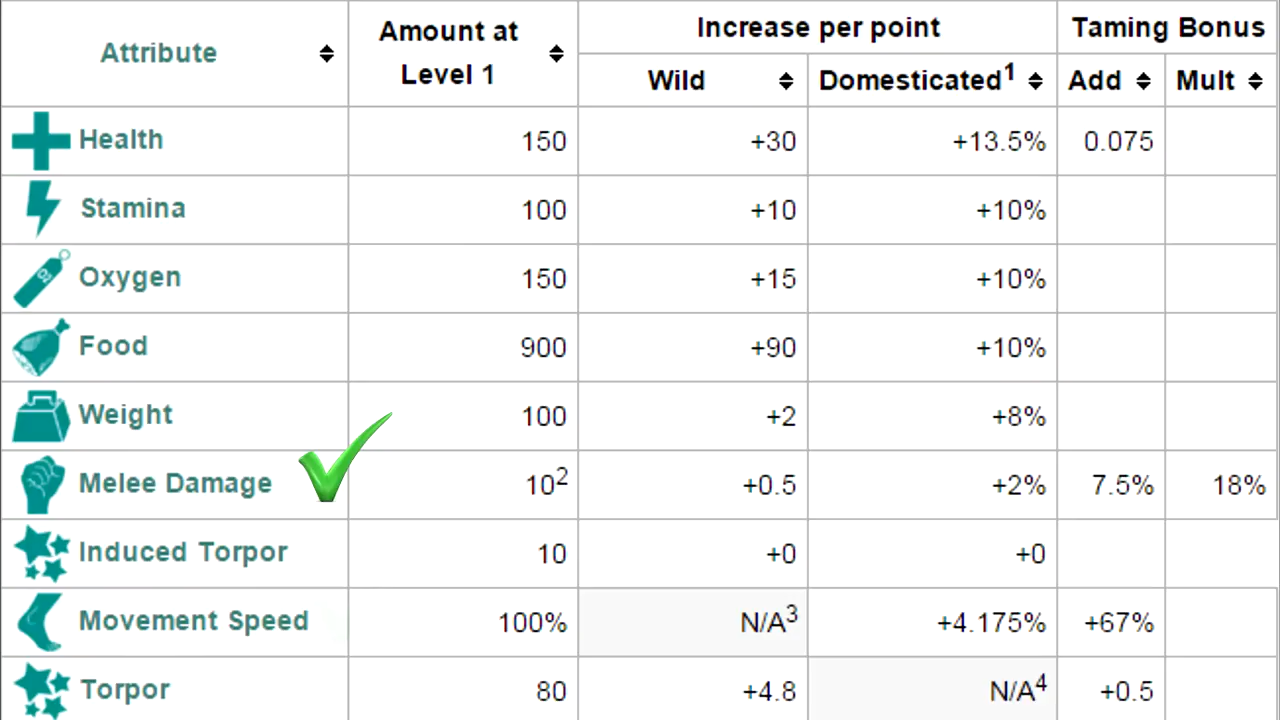 Attribute Amount at Level 1 Increase per point Taming Bonus
Wild Domesticated1 Add Mult
Health 150 +30 +13.5% 0.075
Stamina 100 +10 +10%
Oxygen 150 +15 +10%
Food 900 +90 +10%
Weight 100 +2 +8%
Melee Damage 102 +0.5 +2% 7.5% 18%
Induced Torpor 10 +0 +0
Movement Speed 100% N/A3 +4.175% +67%
Torpor 80 +4.8 N/A4 +0.5